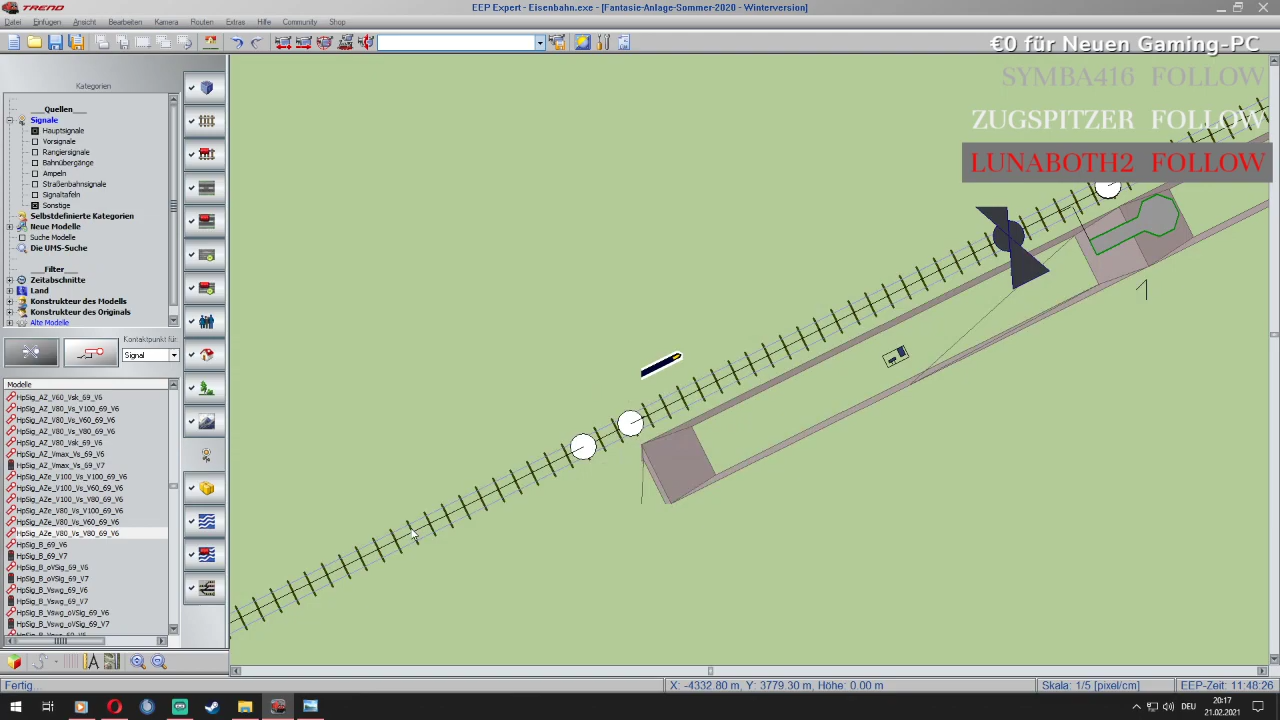 TREND
EEP Expert - Eisenbahn.exe - [Fantasie-Anlage-Sommer-2020 - Winterversion)
Datei Einfügen Ansicht Bearbeiten Kamera Routen Extras Hilfe Community Shop
€0 für Neuen Gaming-PC
SYMBA416 FOLLOW
ZUGSPITZER FOLLOW
LUNABOTH2 FOLLOW
Kategorien
__Quellen__
Signale
Hauptsignale
Vorsignale
Rangiersignale
Bahnübergänge
Ampeln
Straßenbahnsignale
Signaltafeln
Sonstige
Selbstdefinierte Kategorien
Neue Modelle
Suche Modelle
Die UMS-Suche
__Filter__
Zeitabschnitte
Land
Konstrukteur des Modells
Konstrukteur des Originals
Alte Modelle
Kontaktpunkt für
Signal
Modelle
HpSig_AZ_V60_Vsk_69_V6
HpSig_AZ_V80_Vs_V100_69_V6
HpSig_AZ_V80_Vs_V60_69_V6
HpSig_AZ_V80_Vs_V80_69_V6
HpSig_AZ_V80_Vsk_69_V6
HpSig_AZ_Vmax_Vs_69_V6
HpSig_AZ_Vmax_Vs_69_V7
HpSig_AZe_V100_Vs_V100_69_V6
HpSig_AZe_V100_Vs_V60_69_V6
HpSig_AZe_V100_Vs_V80_69_V6
HpSig_AZe_V80_Vs_V100_69_V6
HpSig_AZe_V80_Vs_V60_69_V6
HpSig_AZe_V80_Vs_V80_69_V6
HpSig_B_69_V6
HpSig_B_69_V7
HpSig_B_oVSig_69_V6
HpSig_B_oVSig_69_V7
HpSig_B_Vswg_69_V6
HpSig_B_Vswg_69_V7
HpSig_B_Vswg_oVSig_69_V6
HpSig_B_Vswg_oVSig_69_V7
1
Fertig...
X: -4332.80 m, Y: 3779.30 m, Höhe: 0.00 m
Skala: 1/5 [pixel/cm]
EEP-Zeit: 11:48:26
DEU
20:17
21.02.2021